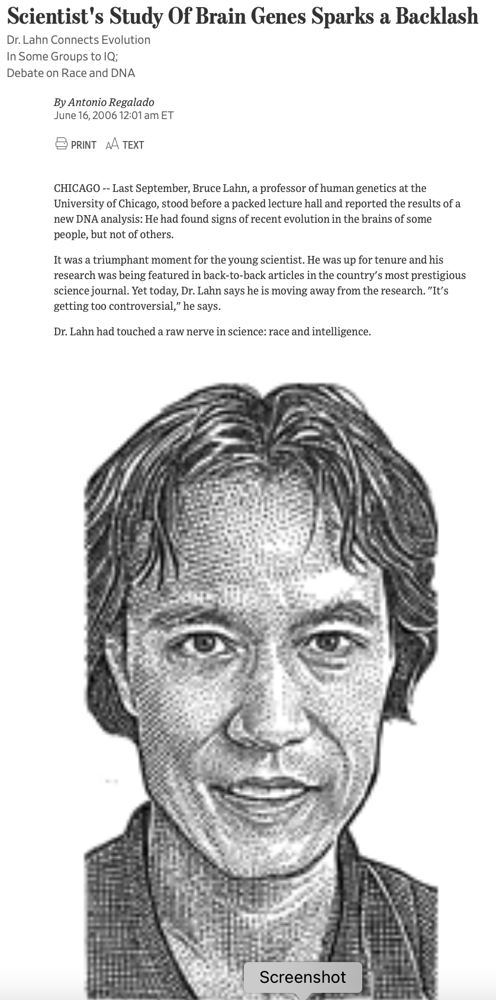 Scientist's Study Of Brain Genes Sparks a Backlash
Dr. Lahn Connects Evolution
In Some Groups to IQ;
Debate on Race and DNA
By Antonio Regalado
June 16, 2006 12:01 am ET
PRINT AA TEXT
CHICAGO -- Last September, Bruce Lahn, a professor of human genetics at the
University of Chicago, stood before a packed lecture hall and reported the results of a
new DNA analysis: He had found signs of recent evolution in the brains of some
people, but not of others.
It was a triumphant moment for the young scientist. He was up for tenure and his
research was being featured in back-to-back articles in the country's most prestigious
science journal. Yet today, Dr. Lahn says he is moving away from the research. "It's
getting too controversial," he says.
Dr. Lahn had touched a raw nerve in science: race and intelligence.
Screenshot